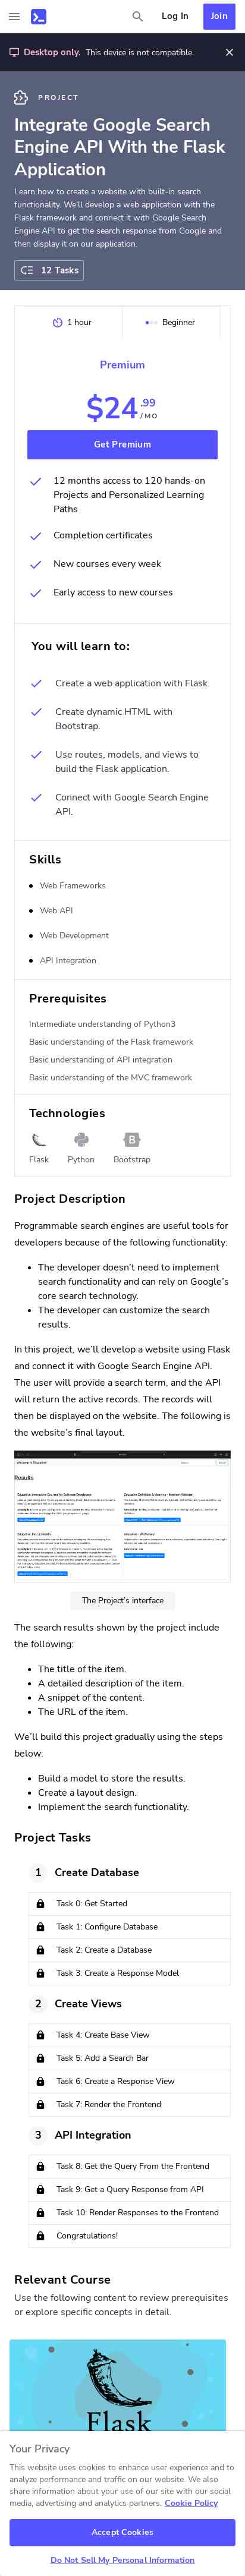 Log In
Join
Desktop only. This device is not compatible.
PROJECT
Integrate Google Search
Engine API With the Flask
Application
Learn how to create a website with built-in search
functionality. We'll develop a web application with the
Flask framework and connect it with Google Search
Engine API to get the search response from Google and
then display it on our application.
12 Tasks
1 hour
Beginner
Premium
$24.99
/ MO
Get Premium
12 months access to 120 hands-on
Projects and Personalized Learning
Paths
Completion certificates
New courses every week
Early access to new courses
You will learn to:
Create a web application with Flask.
Create dynamic HTML with
Bootstrap.
Use routes, models, and views to
build the Flask application.
Connect with Google Search Engine
API.
Skills
Web Frameworks
Web API
Web Development
API Integration
Prerequisites
Intermediate understanding of Python3
Basic understanding of the Flask framework
Basic understanding of API integration
Basic understanding of the MVC framework
Technologies
B
Flask
Python
Bootstrap
Project Description
Programmable search engines are useful tools for
developers because of the following functionality:
The developer doesn't need to implement
search functionality and can rely on Google's
core search technology.
The developer can customize the search
results.
In this project, we'll develop a website using Flask
and connect it with Google Search Engine API.
The user will provide a search term, and the API
will return the active records. The records will
then be displayed on the website. The following is
the website's final layout.
Results
The Project's interface
The search results shown by the project include
the following:
The title of the item.
A detailed description of the item.
A snippet of the content.
The URL of the item.
We'll build this project gradually using the steps
below:
Build a model to store the results.
Create a layout design.
Implement the search functionality.
Project Tasks
1 Create Database
Task 0: Get Started
Task 1: Configure Database
Task 2: Create a Database
Task 3: Create a Response Model
2 Create Views
Task 4: Create Base View
Task 5: Add a Search Bar
Task 6: Create a Response View
Task 7: Render the Frontend
3 API Integration
Task 8: Get the Query From the Frontend
Task 9: Get a Query Response from API
Task 10: Render Responses to the Frontend
Congratulations!
Relevant Course
Use the following content to review prerequisites
or explore specific concepts in detail.
Flask
Your Privacy
This website uses cookies to enhance user experience and to
analyze performance and traffic on our website. We also
share information about your use of our site with our social
media, advertising and analytics partners. Cookie Policy
Accept Cookies
Do Not Sell My Personal Information